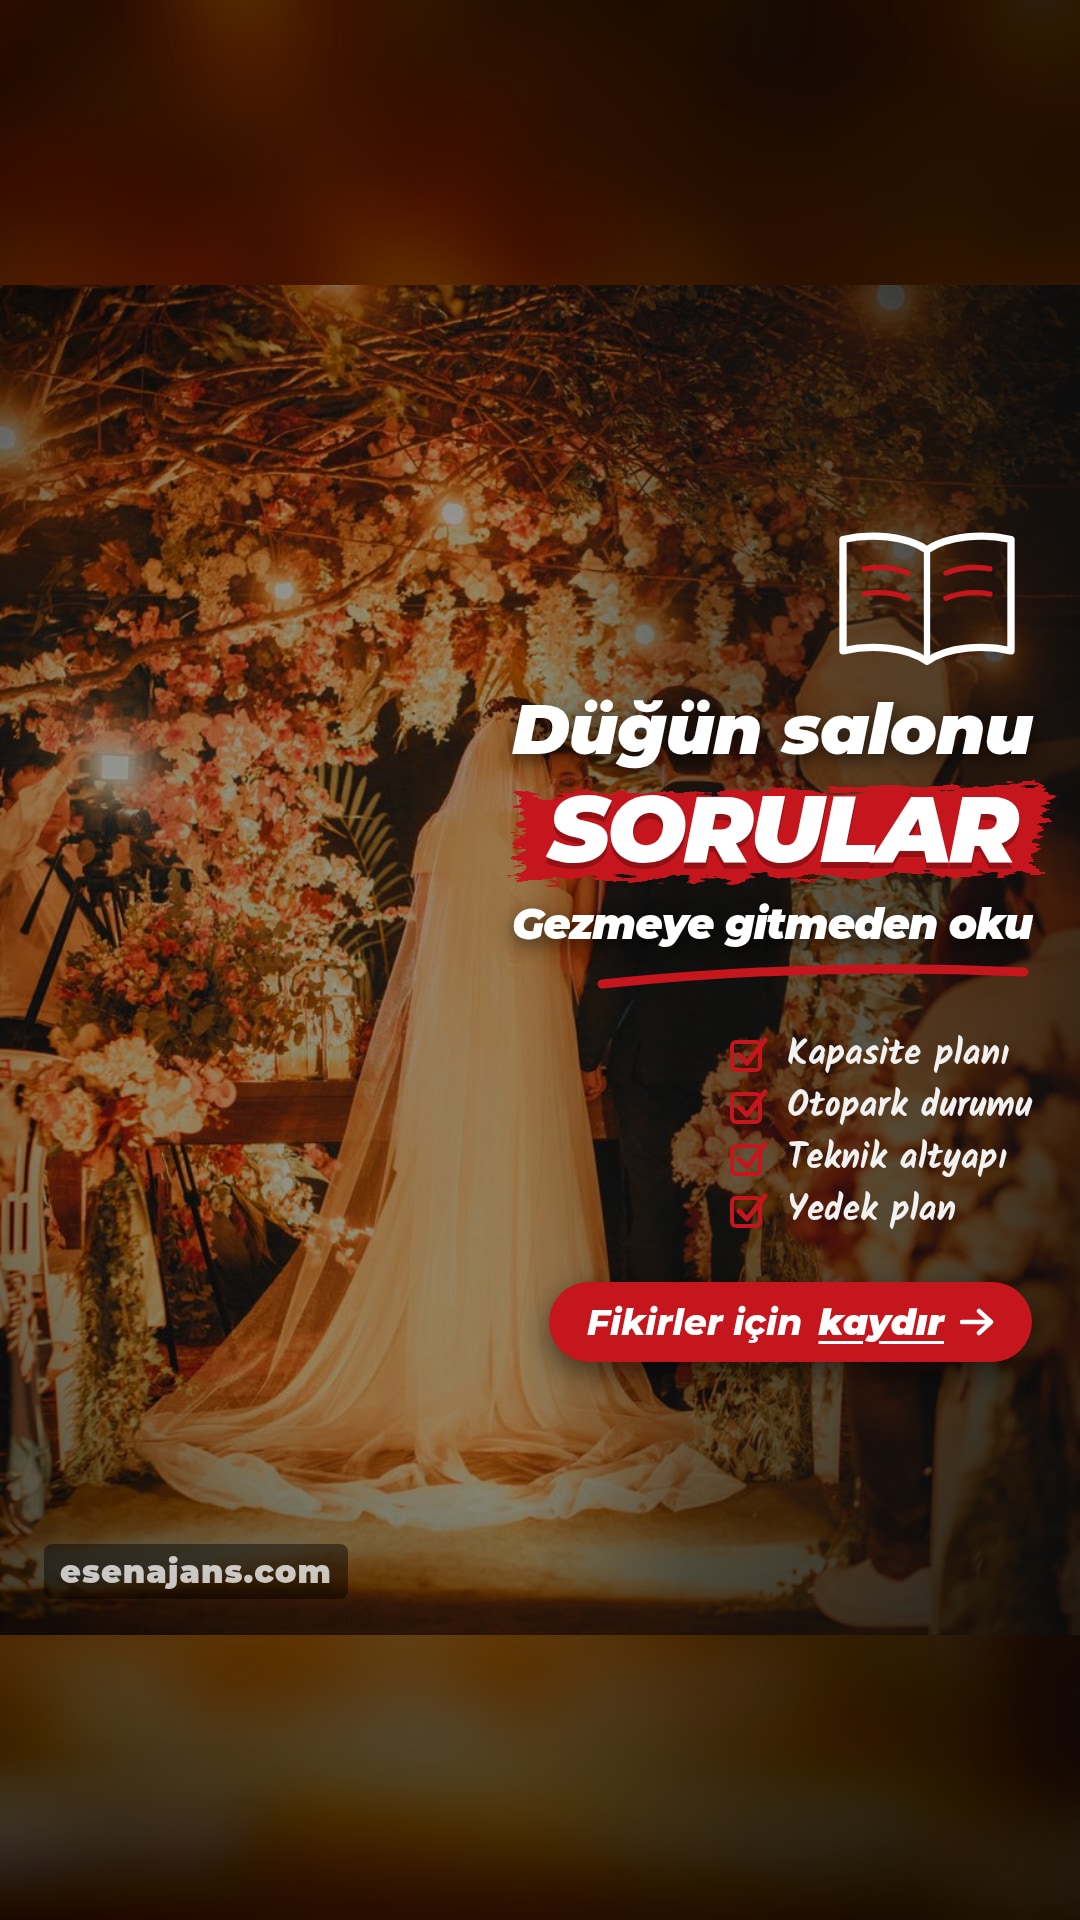 Düğün salonu
SORULAR
Gezmeye gitmeden oku
Kapasite planı
Otopark durumu
Teknik altyapı
Yedek plan
Fikirler için kaydır →
esenajans.com